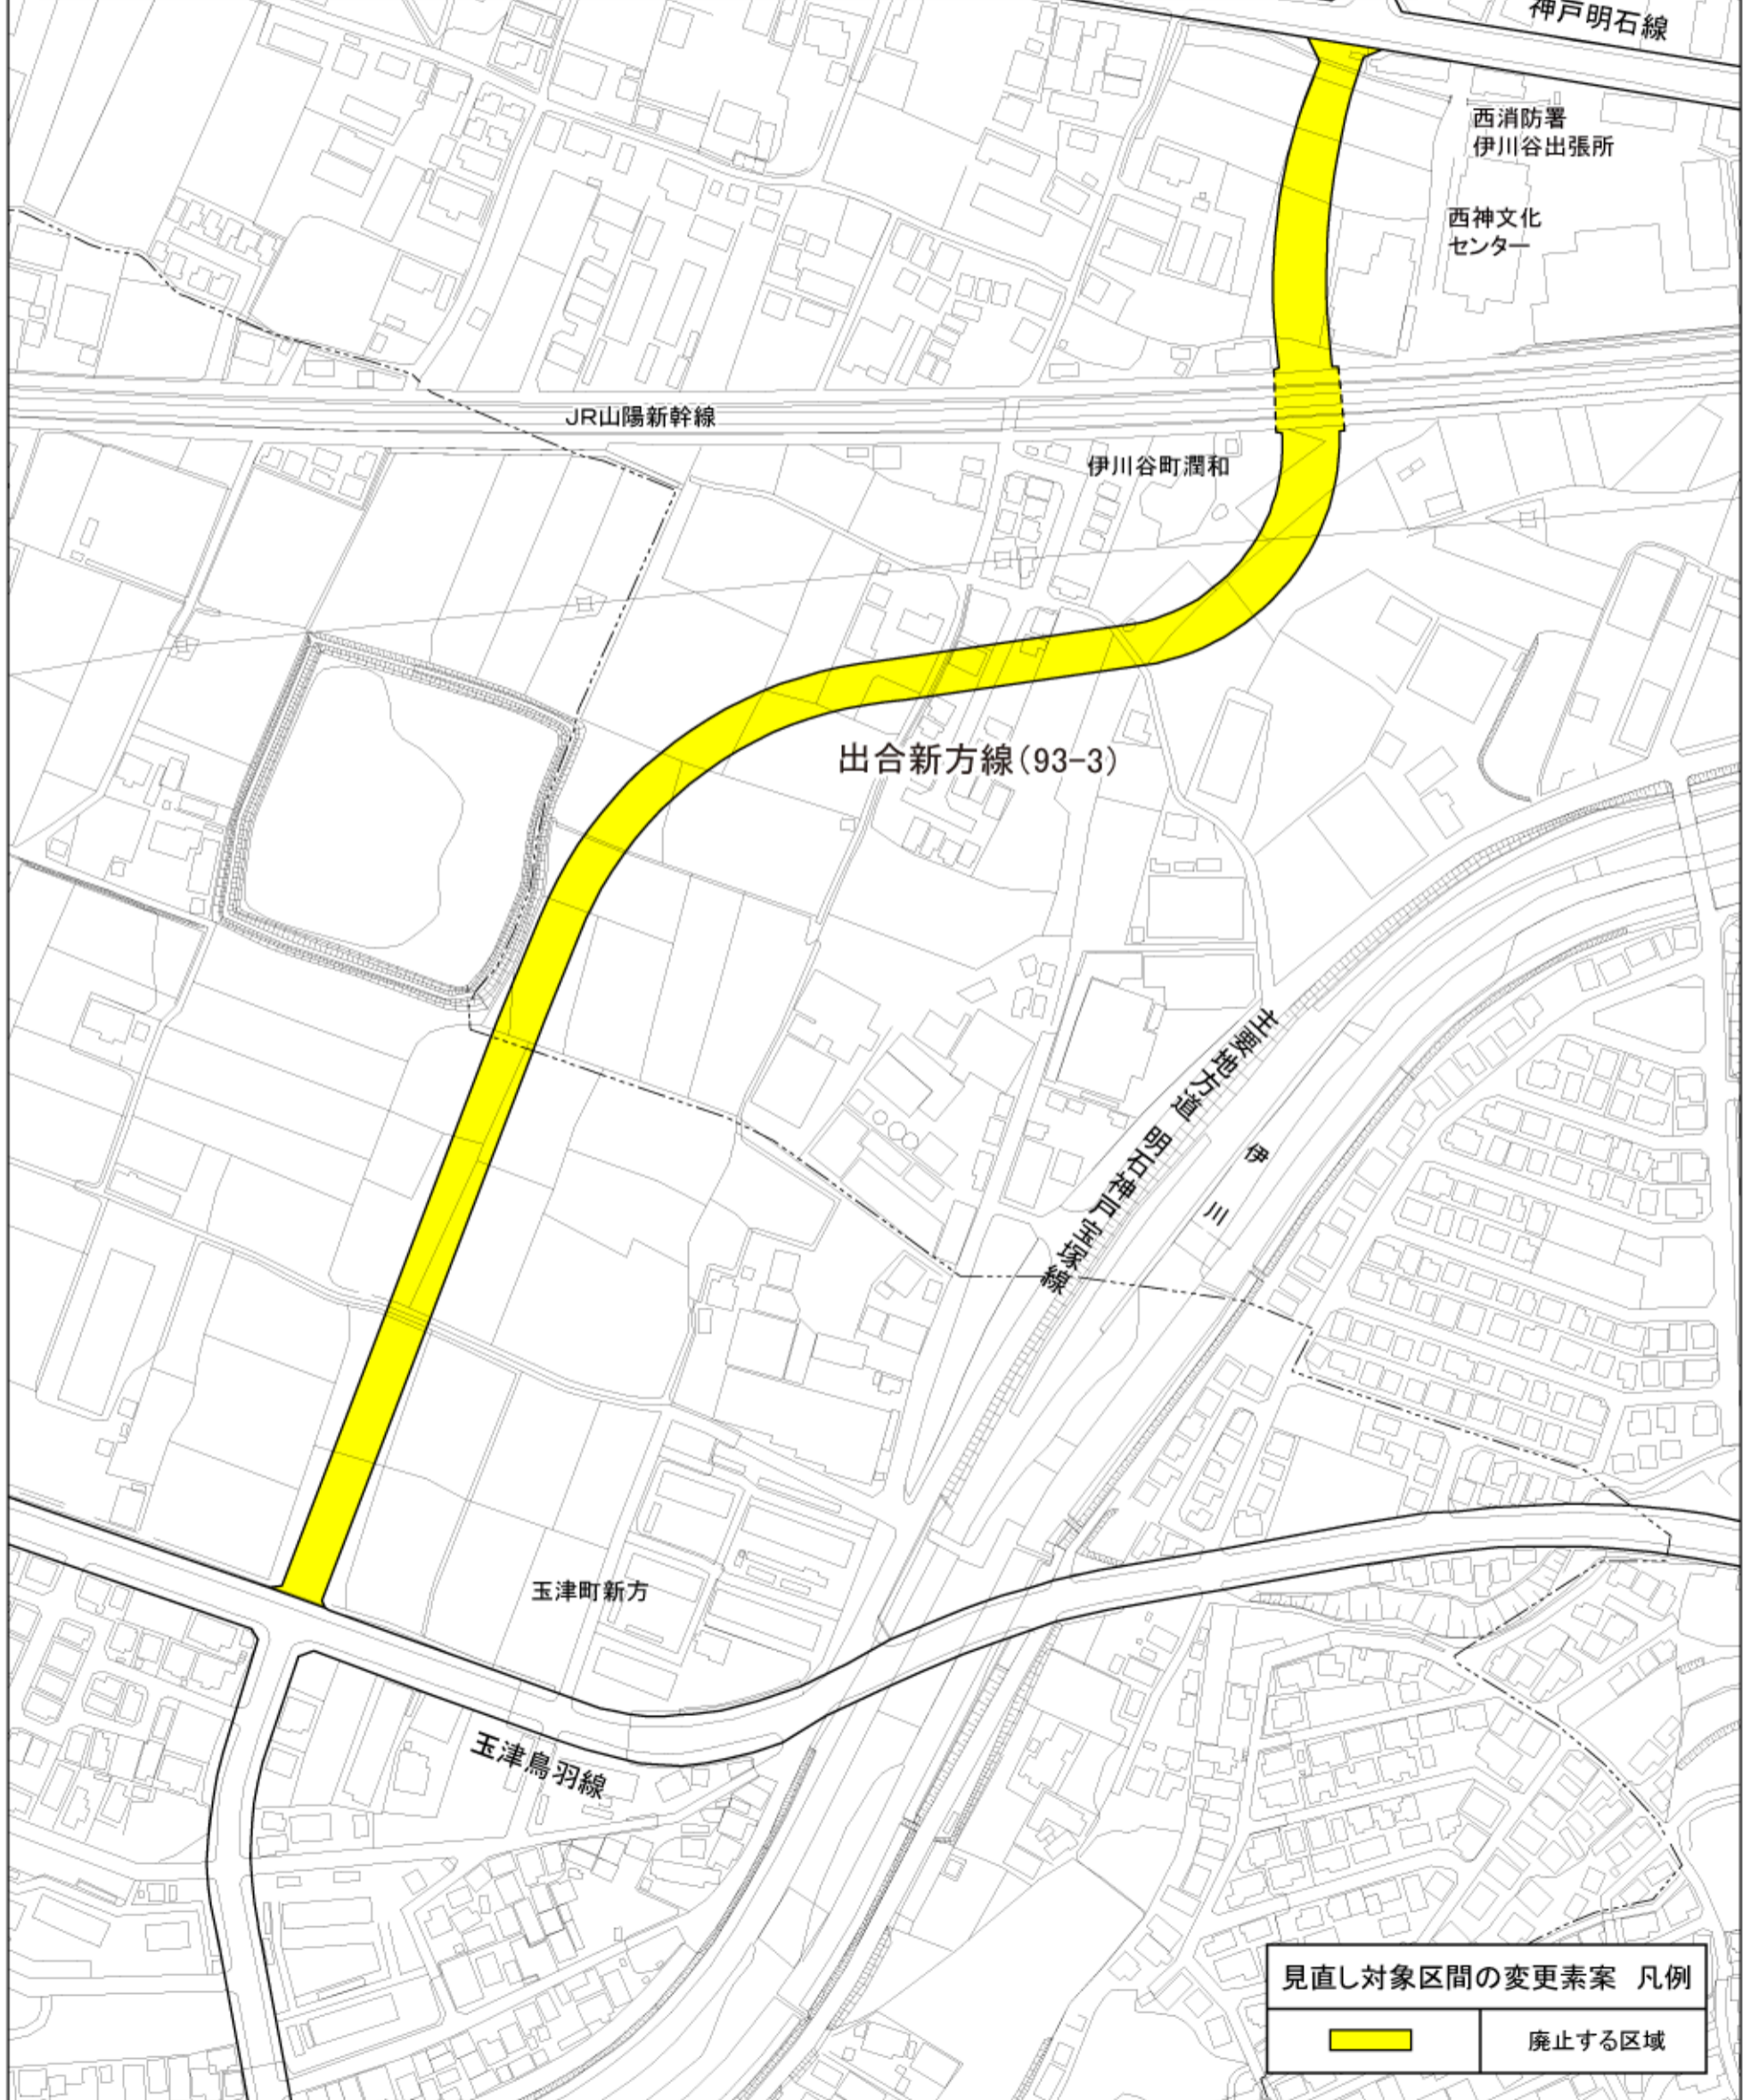 神戸明石線
西消防署
伊川谷出張所
西神文化
センター
JR山陽新幹線
伊川谷町潤和
出合新方線(93-3)
主要地方道 明石神戸宝塚線
伊川
玉津町新方
玉津鳥羽線
見直し対象区間の変更素案 凡例
廃止する区域